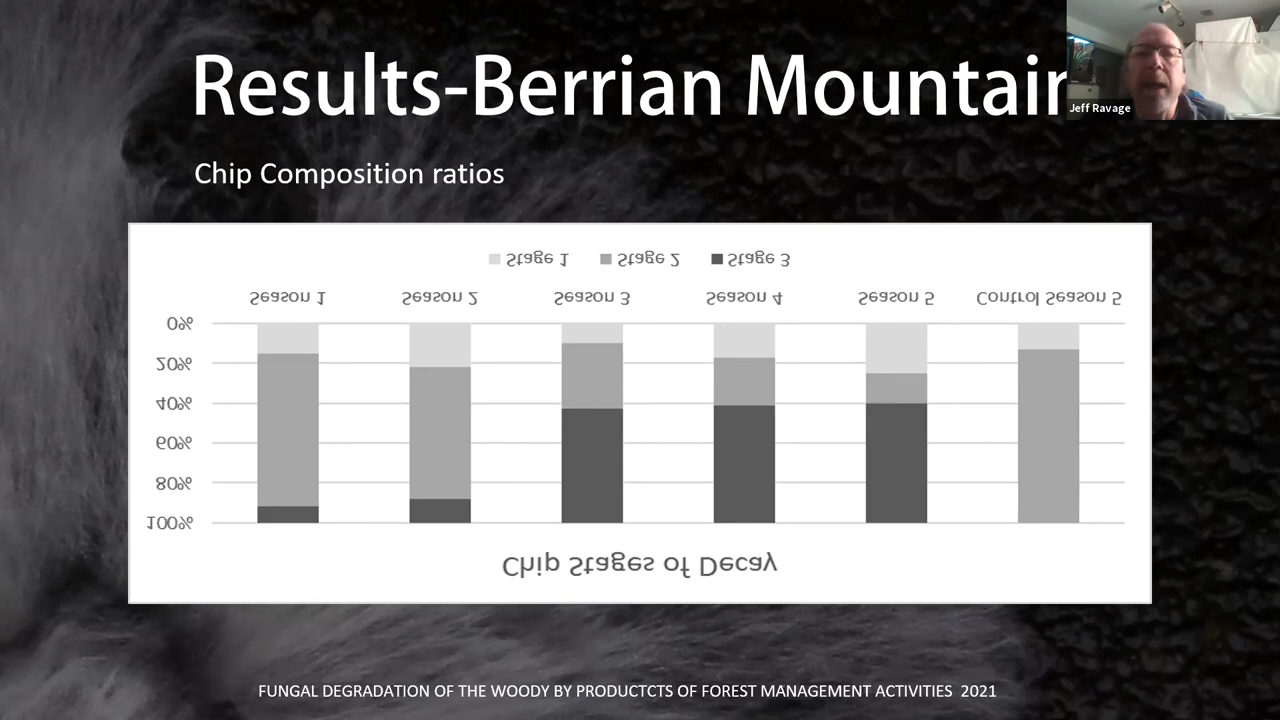 Results-Berrian Mountain
Jeff Ravage
Chip Composition ratios
Stage 1 Stage 2 Stage 3
Season 1 Season 2 Season 3 Season 4 Season 5 Control Season 5
0%
20%
40%
60%
80%
100%
Chip Stages of Decay
FUNGAL DEGRADATION OF THE WOODY BY PRODUCTCTS OF FOREST MANAGEMENT ACTIVITIES 2021